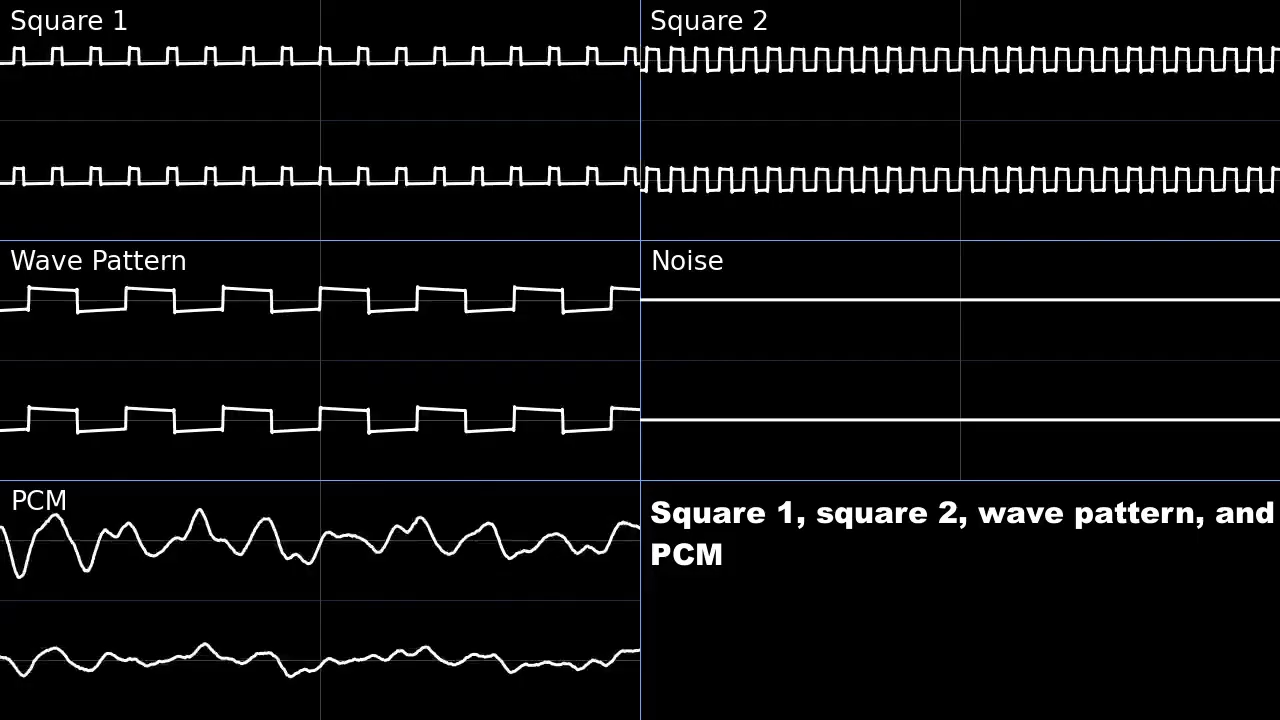 Square 1
Square 2
Wave Pattern
Noise
PCM
Square 1, square 2, wave pattern, and
PCM